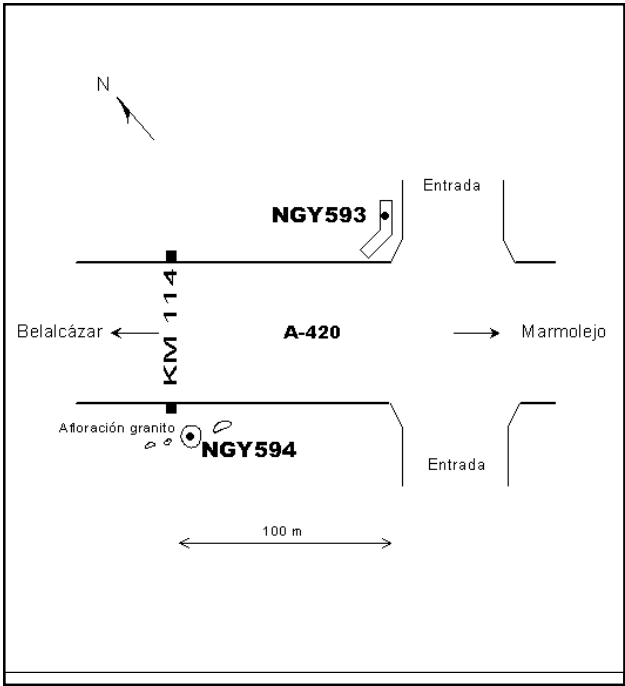 N
Entrada
NGY593
KM 114
Belalcázar
A-420
Marmolejo
Afloración granito
NGY594
Entrada
100 m